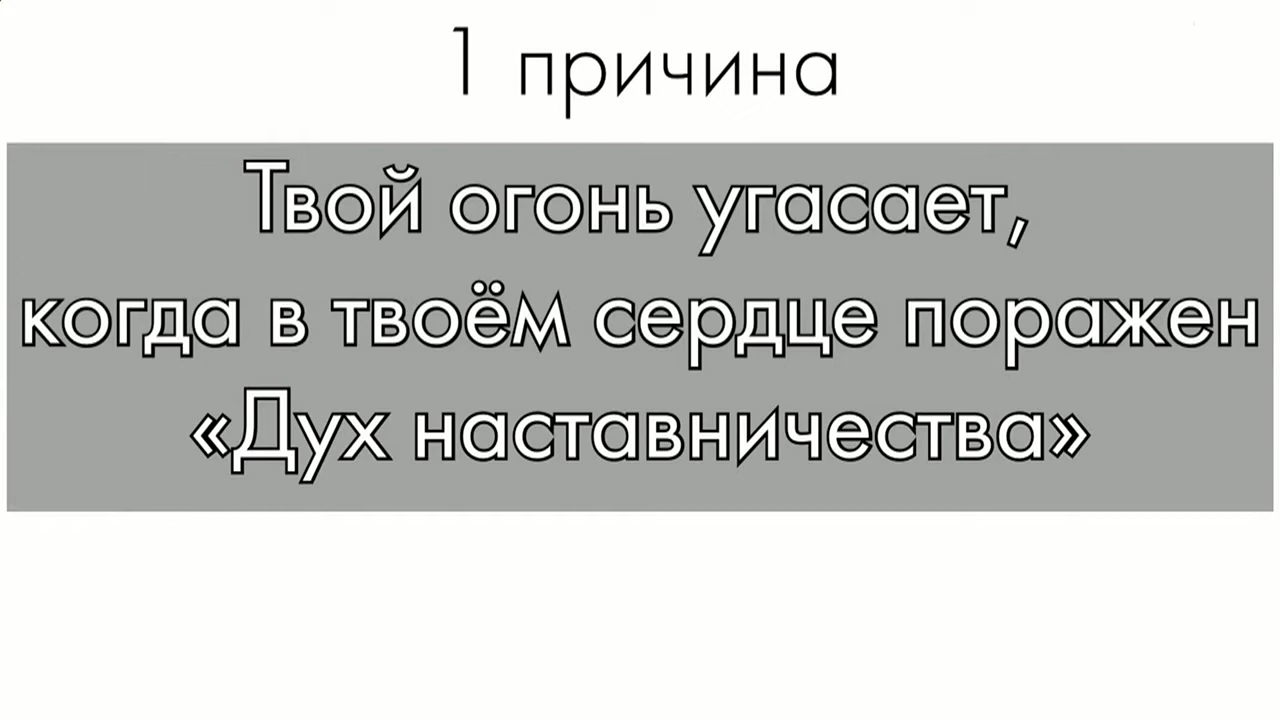 1 причина
Твой огонь угасает,
когда в твоём сердце поражен
«Дух наставничества»